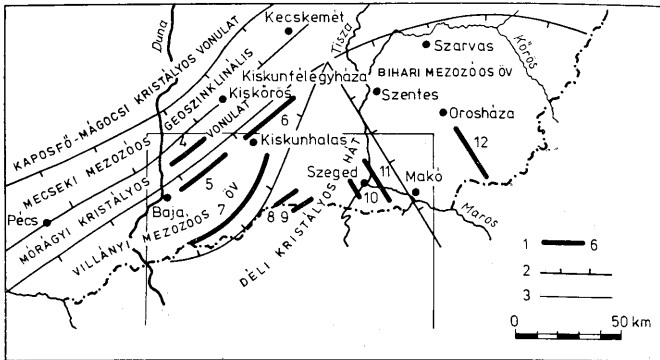 Kecskemét
Duna
Tisza
Körös
Szarvas
KAPOSFŐ-MÁGOCSI KRISTÁLYOS VONULAT
MECSEKI MEZOZÓOS GEOSZINKLINÁLIS
MÓRÁGYI KRISTÁLYOS VONULAT
VILLÁNYI MEZOZÓOS ÖV
DÉLI KRISTÁLYOS HÁT
BIHARI MEZOZÓOS ÖV
Kiskunfélegyháza
Kiskőrös
Szentes
Orosháza
Kiskunhalas
Szeged
Makó
Maros
Baja
Pécs
4
5
6
7
8
9
10
11
12
1 6
2
3
0 50 km